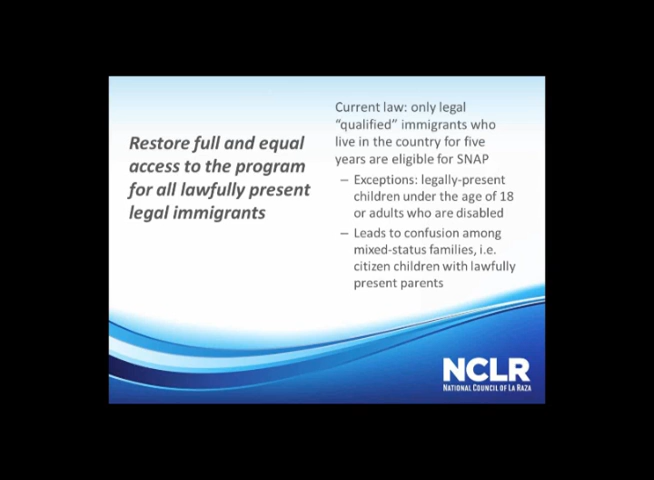 Restore full and equal
access to the program
for all lawfully present
legal immigrants
Current law: only legal
“qualified” immigrants who
live in the country for five
years are eligible for SNAP
– Exceptions: legally-present
children under the age of 18
or adults who are disabled
– Leads to confusion among
mixed-status families, i.e.
citizen children with lawfully
present parents
NCLR
NATIONAL COUNCIL OF LA RAZA